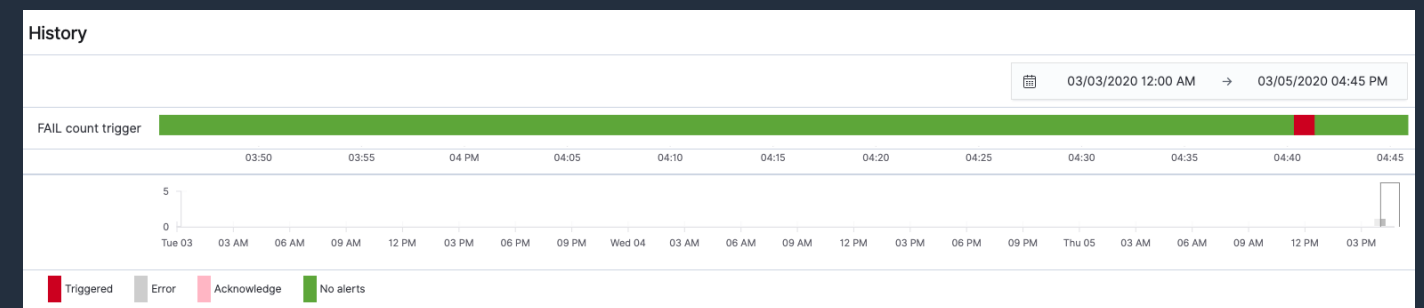 History
03/03/2020 12:00 AM → 03/05/2020 04:45 PM
FAIL count trigger
03:50 03:55 04 PM 04:05 04:10 04:15 04:20 04:25 04:30 04:35 04:40 04:45
5
0
Tue 03 03 AM 06 AM 09 AM 12 PM 03 PM 06 PM 09 PM Wed 04 03 AM 06 AM 09 AM 12 PM 03 PM 06 PM 09 PM Thu 05 03 AM 06 AM 09 AM 12 PM 03 PM
Triggered Error Acknowledge No alerts